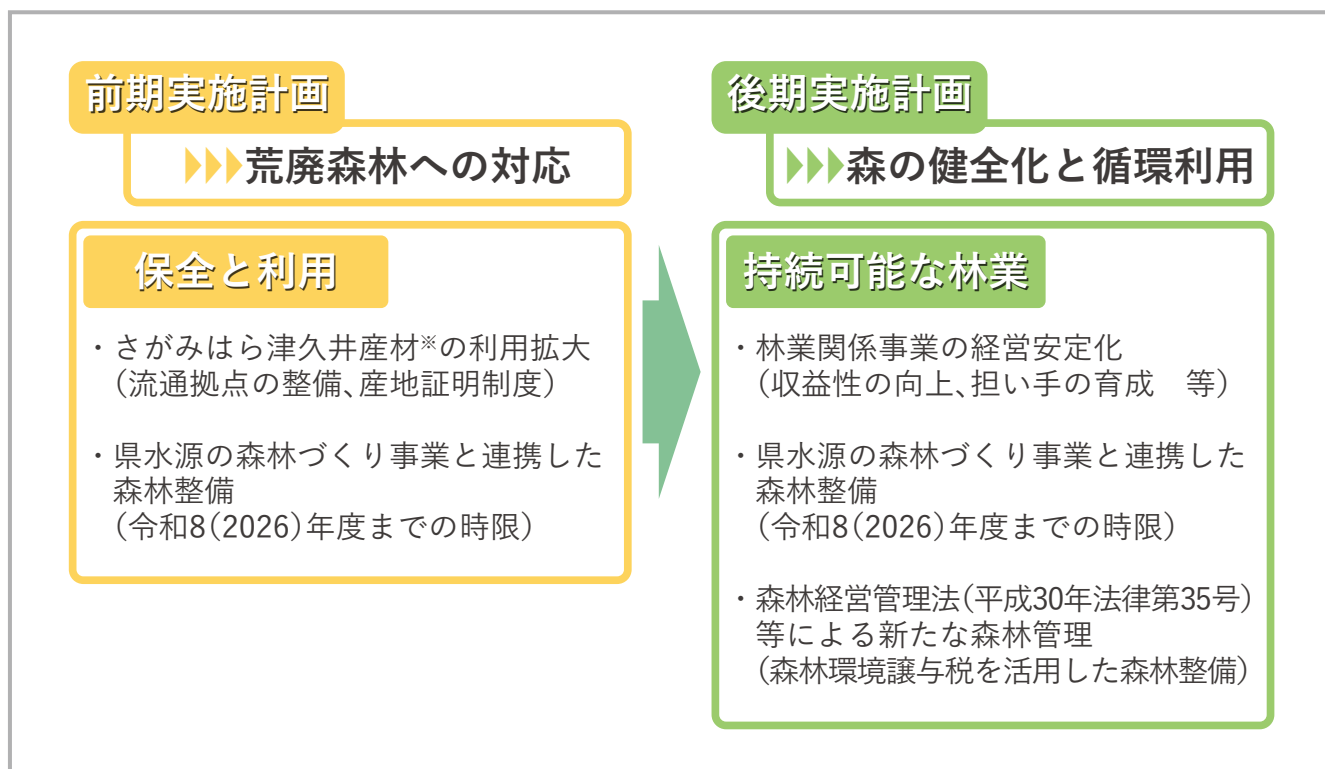 前期実施計画
荒廃森林への対応
保全と利用
・さがみはら津久井産材※の利用拡大
(流通拠点の整備、産地証明制度)
・県水源の森林づくり事業と連携した
森林整備
(令和8(2026)年度までの時限)
後期実施計画
森の健全化と循環利用
持続可能な林業
・林業関係事業の経営安定化
(収益性の向上、担い手の育成　等)
・県水源の森林づくり事業と連携した
森林整備
(令和8(2026)年度までの時限)
・森林経営管理法(平成30年法律第35号)
等による新たな森林管理
(森林環境譲与税を活用した森林整備)